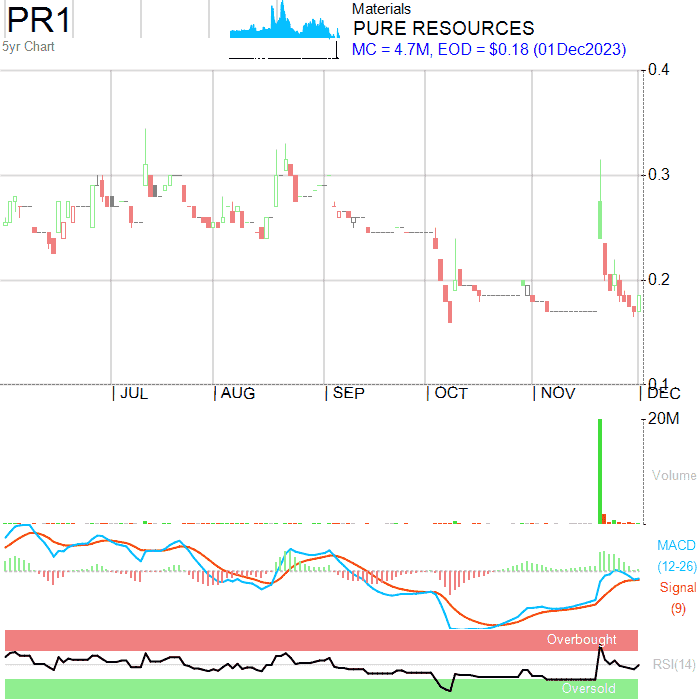 PR1
5yr Chart
Materials
PURE RESOURCES
MC = 4.7M, EOD = $0.18 (01Dec2023)
0.4
0.3
0.2
0.1
JUL
AUG
SEP
OCT
NOV
DEC
20M
Volume
MACD
(12-26)
Signal
(9)
Overbought
RSI(14)
Oversold